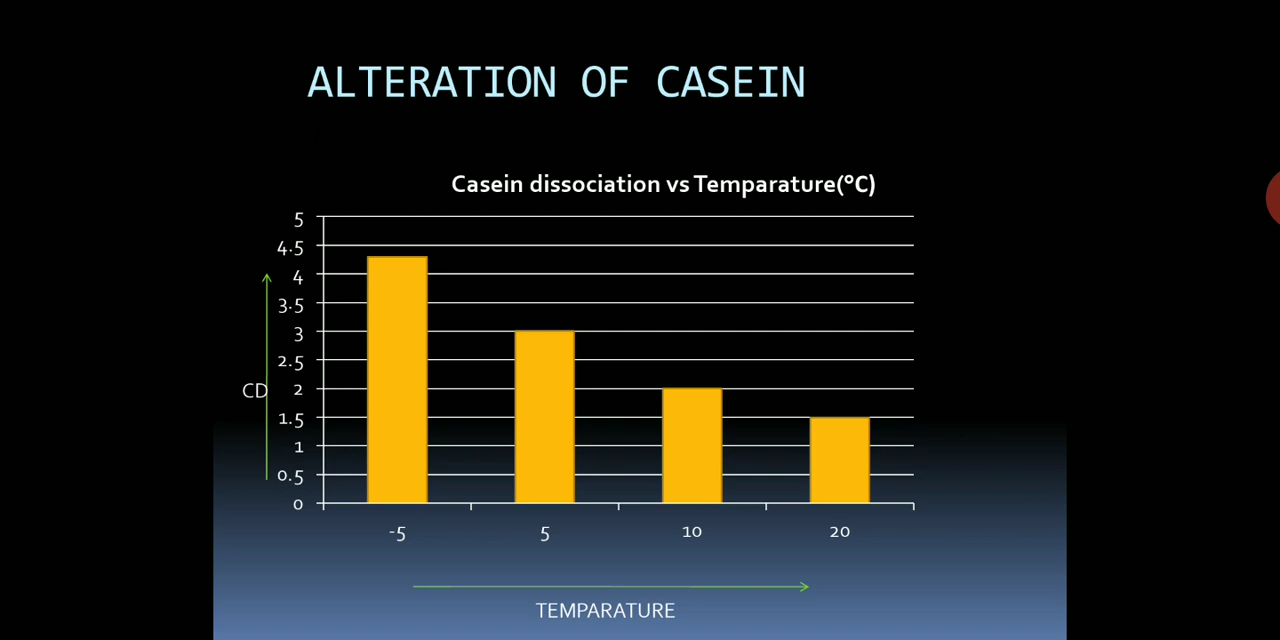 ALTERATION OF CASEIN
Casein dissociation vs Temparature(°C)
5
4.5
4
3.5
3
2.5
CD
2
1.5
1
0.5
0
-5 5 10 20
TEMPARATURE